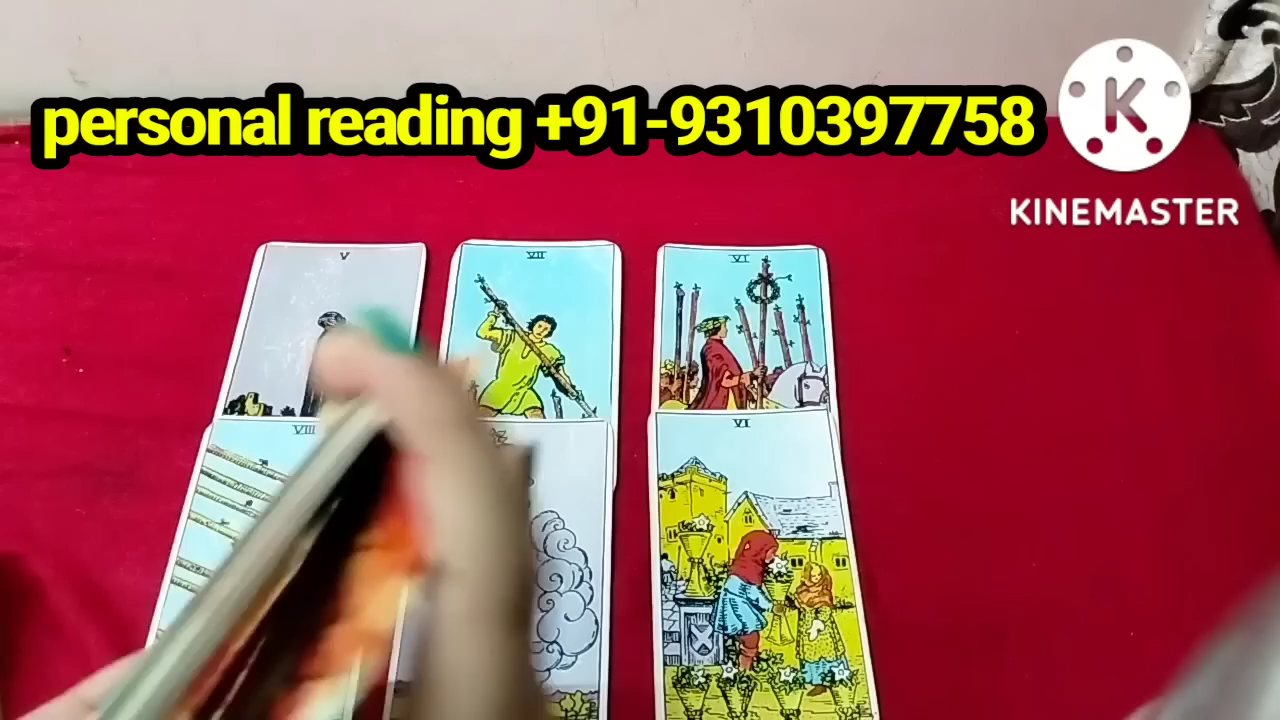 personal reading +91-9310397758
K
KINEMASTER
V
VII
VI
VIII
VI